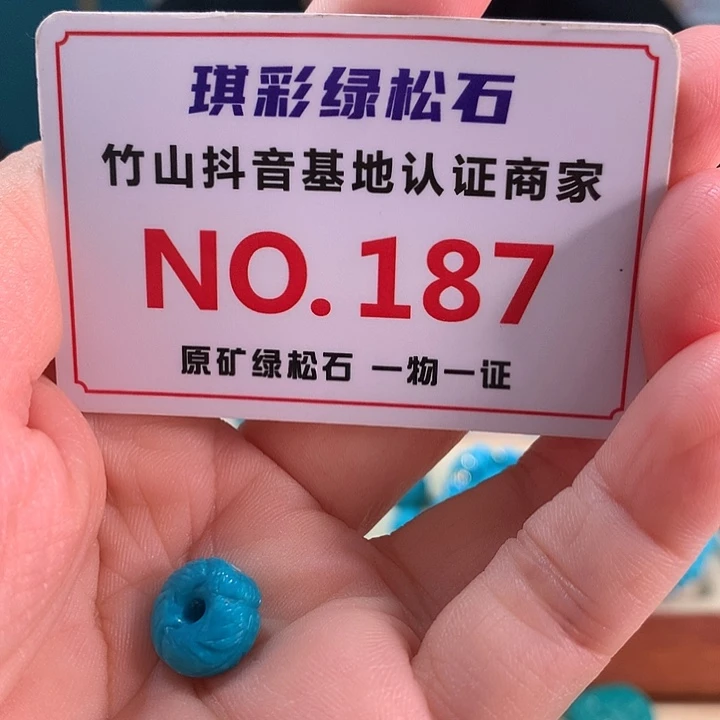 琪彩绿松石
竹山抖音基地认证商家
NO.187
原矿绿松石 一物一证